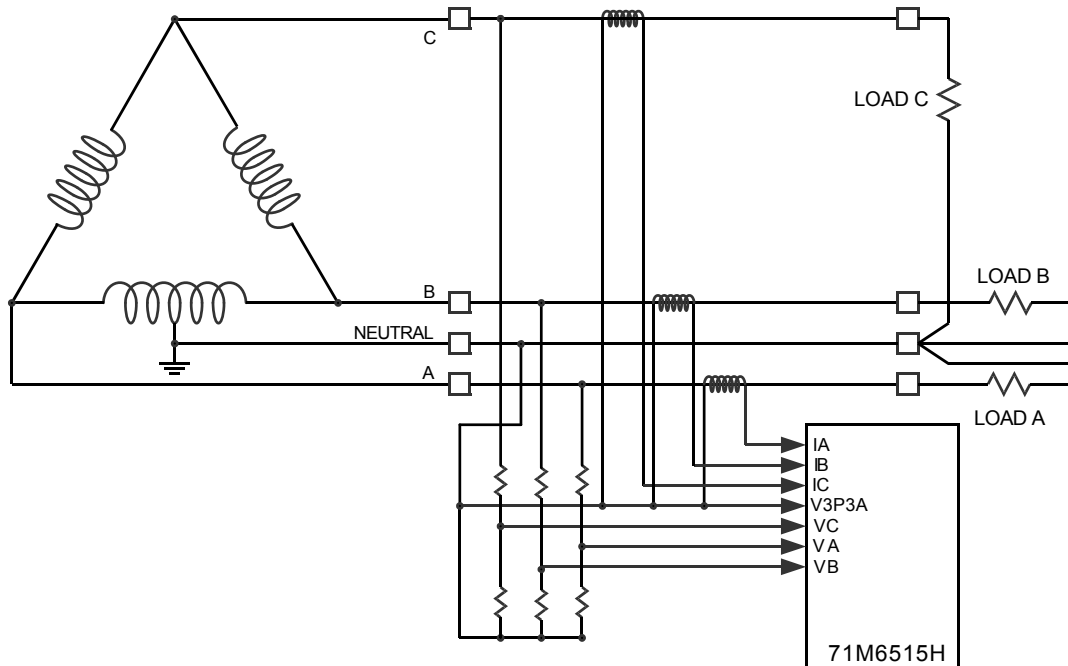 C
LOAD C
B
LOAD B
NEUTRAL
A
LOAD A
IA
IB
IC
V3P3A
VC
VA
VB
71M6515H